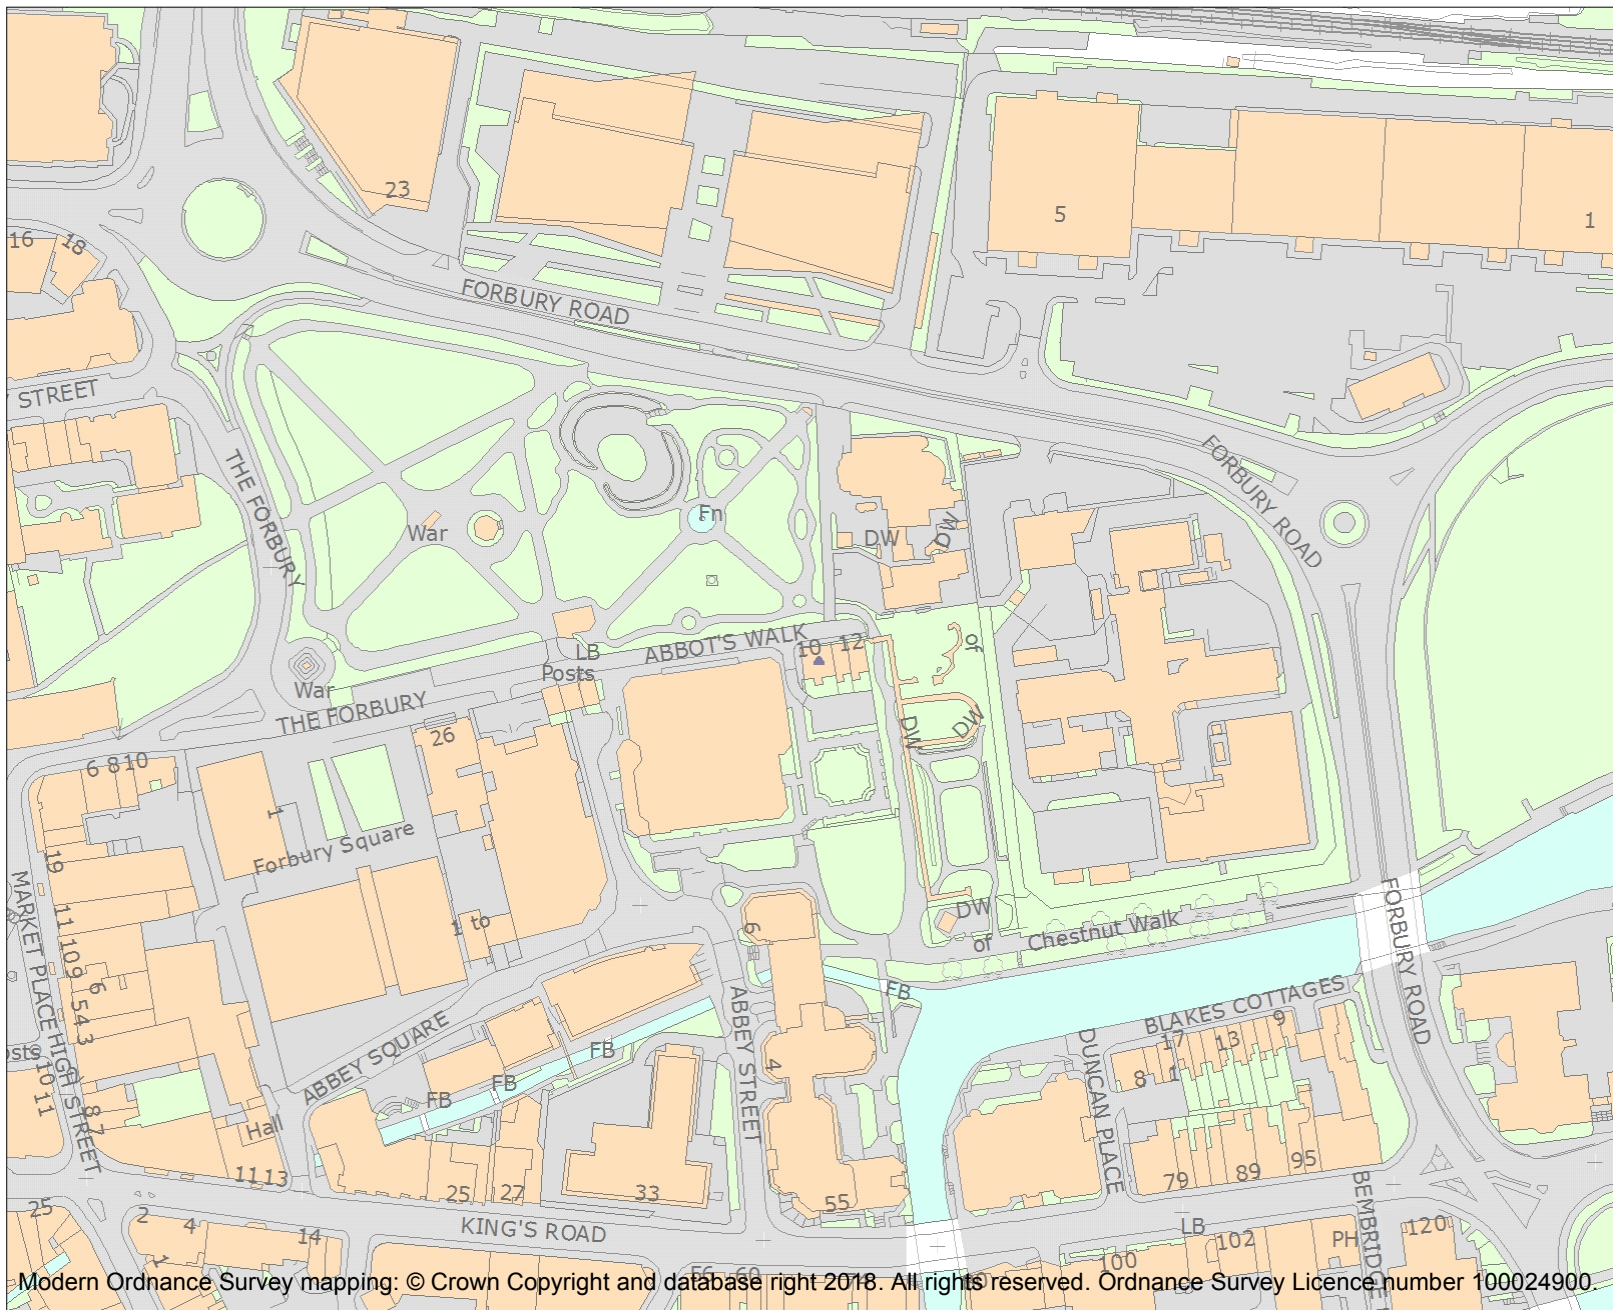 23
5
1
16
18
FORBURY ROAD
STREET
THE FORBURY
War
Fn
DW
DW
FORBURY ROAD
ABBOT'S WALK
10
12
LB
Posts
of
War
THE FORBURY
DW
DW
26
6
8
10
1
Forbury Square
19
MARKET PLACE
11
10
9
6
5
4
3
1 to
6
DW
of
Chestnut Walk
FB
FORBURY ROAD
ABBEY SQUARE
ABBEY STREET
4
BLAKES COTTAGES
9
13
17
1
8
DUNCAN PLACE
HIGH STREET
10
11
8
7
Hall
FB
FB
FB
11
13
25
27
33
55
79
89
95
BEMBRIDGE
25
2
4
1
14
KING'S ROAD
LB
100
102
PH
120
56
60
Modern Ordnance Survey mapping: © Crown Copyright and database right 2018. All rights reserved. Ordnance Survey Licence number 100024900.